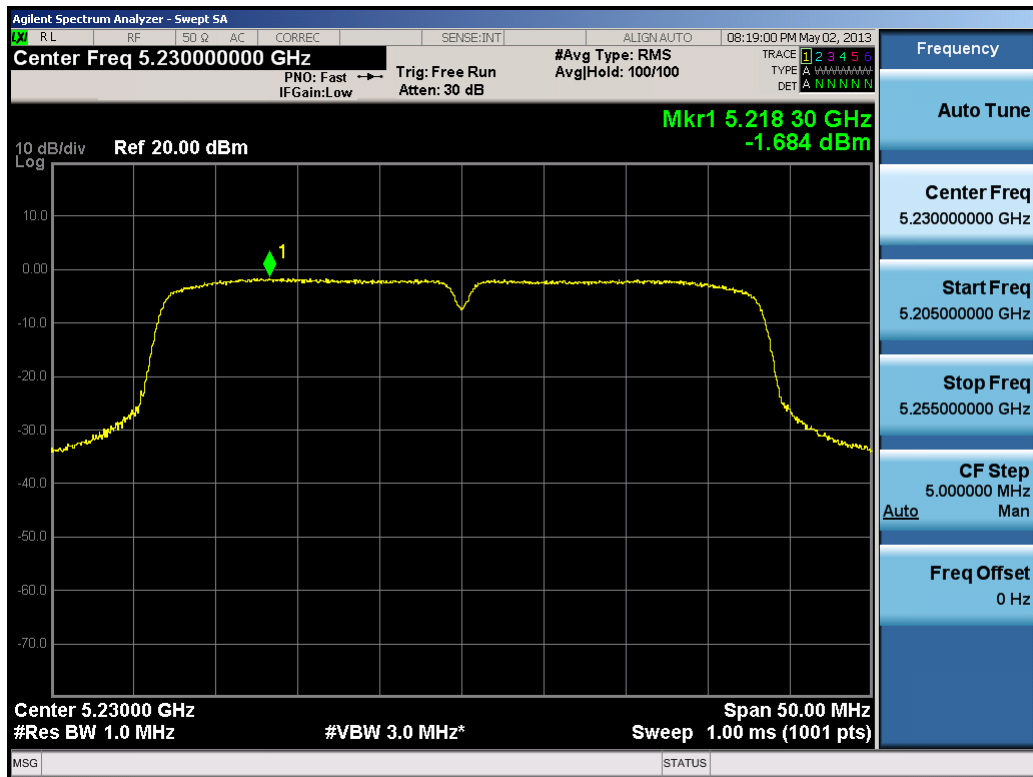 Agilent Spectrum Analyzer - Swept SA
LXI RL RF 50 Ω AC CORREC SENSE:INT ALIGNAUTO 08:19:00 PM May 02, 2013
Center Freq 5.230000000 GHz
PNO: Fast
IFGain:Low
Trig: Free Run
Atten: 30 dB
#Avg Type: RMS
Avg|Hold: 100/100
TRACE 1 2 3 4 5 6
TYPE A WWWWW
DET A N N N N N
Mkr1 5.218 30 GHz
-1.684 dBm
10 dB/div Ref 20.00 dBm
Log
10.0
0.00
-10.0
-20.0
-30.0
-40.0
-50.0
-60.0
-70.0
1
Center 5.23000 GHz Span 50.00 MHz
#Res BW 1.0 MHz #VBW 3.0 MHz* Sweep 1.00 ms (1001 pts)
MSG STATUS
Frequency
Auto Tune
Center Freq
5.230000000 GHz
Start Freq
5.205000000 GHz
Stop Freq
5.255000000 GHz
CF Step
5.000000 MHz
Auto Man
Freq Offset
0 Hz